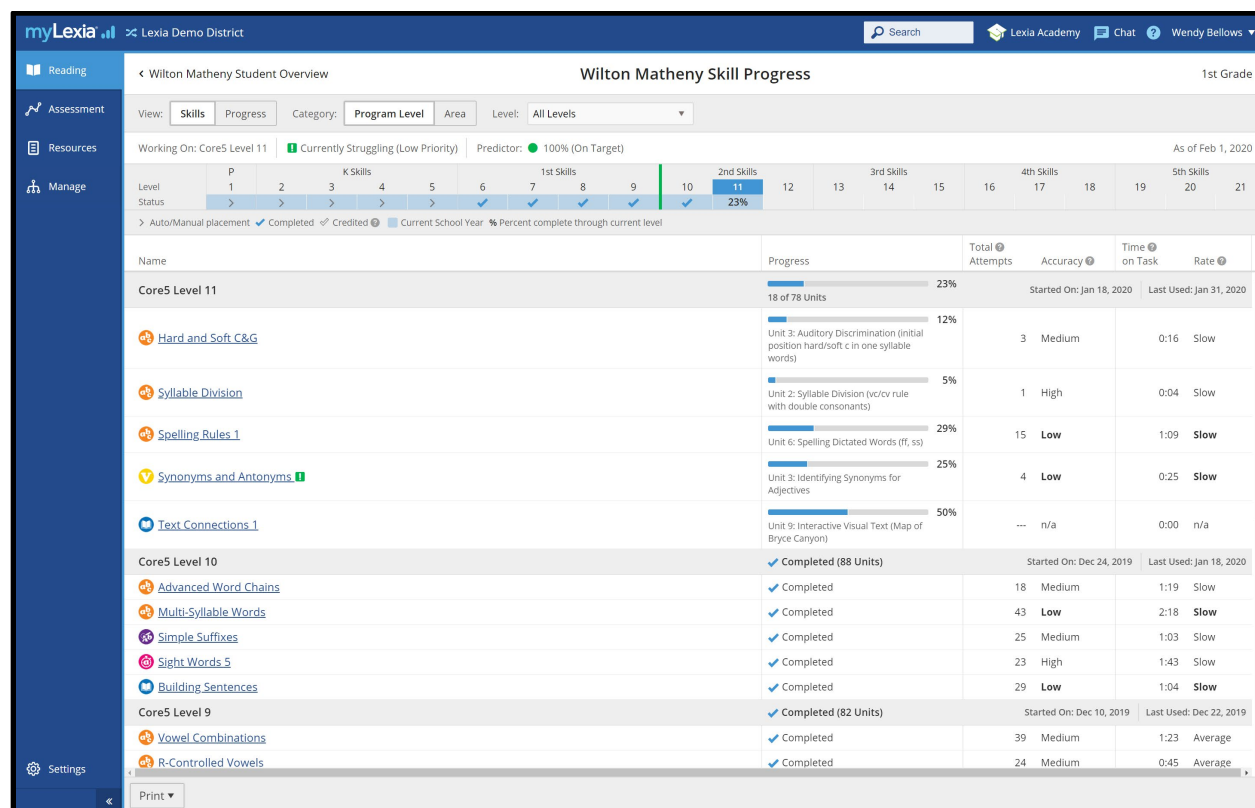 myLexia Lexia Demo District Search Lexia Academy Chat ? Wendy Bellows ▼
Reading
Assessment
Resources
Manage
Settings
«
‹ Wilton Matheny Student Overview Wilton Matheny Skill Progress 1st Grade
View: Skills Progress Category: Program Level Area Level: All Levels ▼
Working On: Core5 Level 11 ! Currently Struggling (Low Priority) Predictor: 100% (On Target) As of Feb 1, 2020
P K Skills 1st Skills 2nd Skills 3rd Skills 4th Skills 5th Skills
Level 1 2 3 4 5 6 7 8 9 10 11 12 13 14 15 16 17 18 19 20 21
Status > > > > > ✓ ✓ ✓ ✓ ✓ 23%
> Auto/Manual placement ✓ Completed ✓ Credited ? Current School Year % Percent complete through current level
Name Progress Total ? Attempts Accuracy ? Time ? on Task Rate ?
Core5 Level 11 23% Started On: Jan 18, 2020 Last Used: Jan 31, 2020
18 of 78 Units
12%
Hard and Soft C&G Unit 3: Auditory Discrimination (initial 3 Medium 0:16 Slow
position hard/soft c in one syllable
words)
5%
Syllable Division Unit 2: Syllable Division (vc/cv rule 1 High 0:04 Slow
with double consonants)
29%
Spelling Rules 1 Unit 6: Spelling Dictated Words (ff, ss) 15 Low 1:09 Slow
25%
Synonyms and Antonyms ! Unit 3: Identifying Synonyms for 4 Low 0:25 Slow
Adjectives
50%
Text Connections 1 Unit 9: Interactive Visual Text (Map of --- n/a 0:00 n/a
Bryce Canyon)
Core5 Level 10 ✓ Completed (88 Units) Started On: Dec 24, 2019 Last Used: Jan 18, 2020
Advanced Word Chains ✓ Completed 18 Medium 1:19 Slow
Multi-Syllable Words ✓ Completed 43 Low 2:18 Slow
Simple Suffixes ✓ Completed 25 Medium 1:03 Slow
Sight Words 5 ✓ Completed 23 High 1:43 Slow
Building Sentences ✓ Completed 29 Low 1:04 Slow
Core5 Level 9 ✓ Completed (82 Units) Started On: Dec 10, 2019 Last Used: Dec 22, 2019
Vowel Combinations ✓ Completed 39 Medium 1:23 Average
R-Controlled Vowels ✓ Completed 24 Medium 0:45 Average
Print ▼